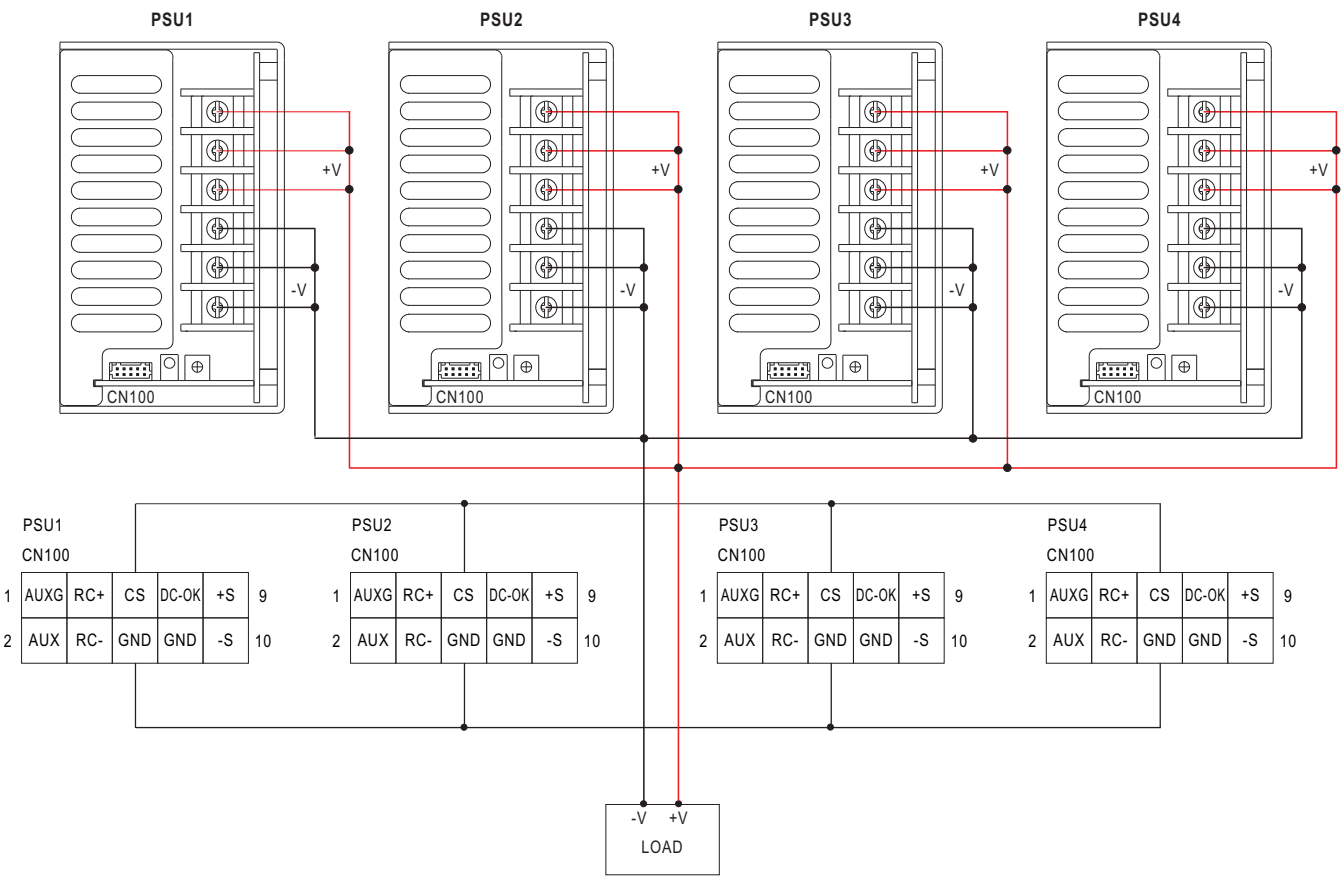 PSU1 PSU2 PSU3 PSU4
+V +V +V +V
-V -V -V -V
CN100 CN100 CN100 CN100
PSU1 PSU2 PSU3 PSU4
CN100 CN100 CN100 CN100
1 AUXG RC+ CS DC-OK +S 9 1 AUXG RC+ CS DC-OK +S 9 1 AUXG RC+ CS DC-OK +S 9 1 AUXG RC+ CS DC-OK +S 9
2 AUX RC- GND GND -S 10 2 AUX RC- GND GND -S 10 2 AUX RC- GND GND -S 10 2 AUX RC- GND GND -S 10
-V +V
LOAD